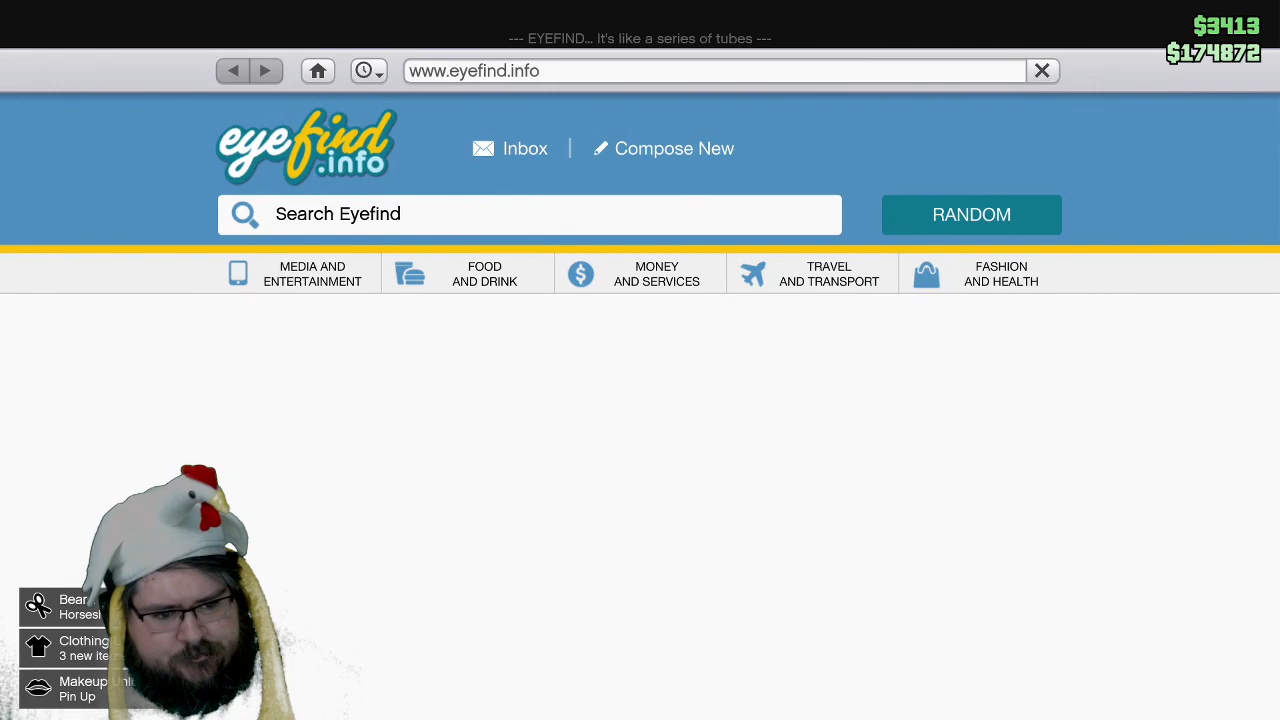 $3413
--- EYEFIND... It's like a series of tubes ---
$174872
www.eyefind.info
eyefind.info
Inbox
Compose New
Search Eyefind
RANDOM
MEDIA AND ENTERTAINMENT
FOOD AND DRINK
MONEY AND SERVICES
TRAVEL AND TRANSPORT
FASHION AND HEALTH
Clothing
3 new
Makeup
Pin Up